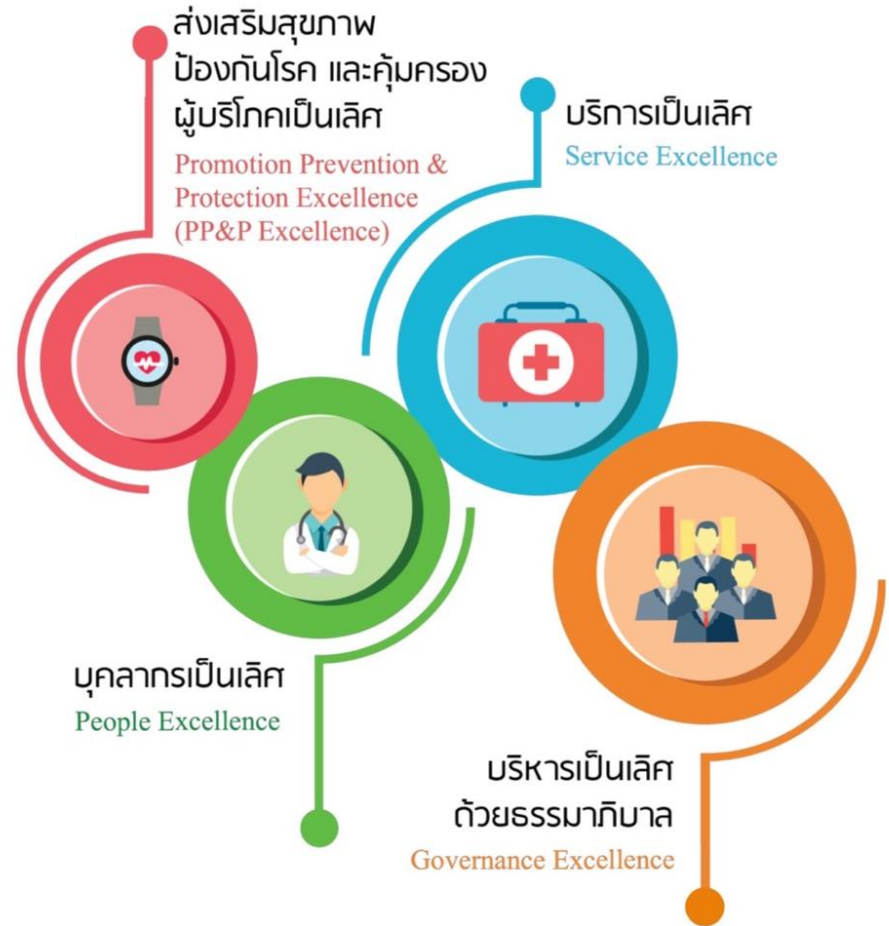 ส่งเสริมสุขภาพ
ป้องกันโรค และคุ้มครอง
ผู้บริโภคเป็นเลิศ
Promotion Prevention &
Protection Excellence
(PP&P Excellence)
บริการเป็นเลิศ
Service Excellence
บุคลากรเป็นเลิศ
People Excellence
บริหารเป็นเลิศ
ด้วยธรรมาภิบาล
Governance Excellence